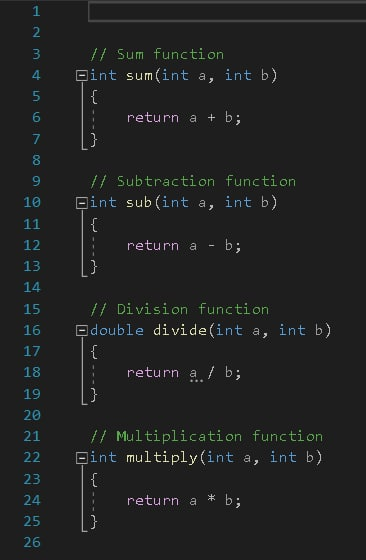 1
2
3 // Sum function
4 int sum(int a, int b)
5 {
6 return a + b;
7 }
8
9 // Subtraction function
10 int sub(int a, int b)
11 {
12 return a - b;
13 }
14
15 // Division function
16 double divide(int a, int b)
17 {
18 return a / b;
19 }
20
21 // Multiplication function
22 int multiply(int a, int b)
23 {
24 return a * b;
25 }
26